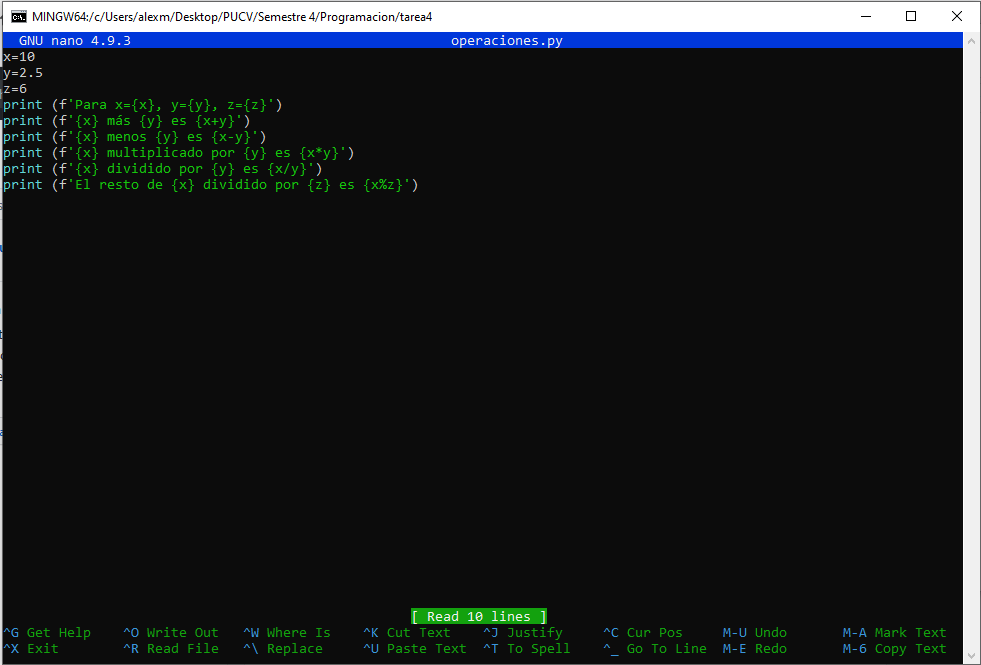 MINGW64:/c/Users/alexm/Desktop/PUCV/Semestre 4/Programacion/tarea4
GNU nano 4.9.3 operaciones.py
x=10
y=2.5
z=6
print (f'Para x={x}, y={y}, z={z}')
print (f'{x} más {y} es {x+y}')
print (f'{x} menos {y} es {x-y}')
print (f'{x} multiplicado por {y} es {x*y}')
print (f'{x} dividido por {y} es {x/y}')
print (f'El resto de {x} dividido por {z} es {x%z}')
[ Read 10 lines ]
^G Get Help ^O Write Out ^W Where Is ^K Cut Text ^J Justify ^C Cur Pos M-U Undo M-A Mark Text
^X Exit ^R Read File ^\ Replace ^U Paste Text ^T To Spell ^_ Go To Line M-E Redo M-6 Copy Text